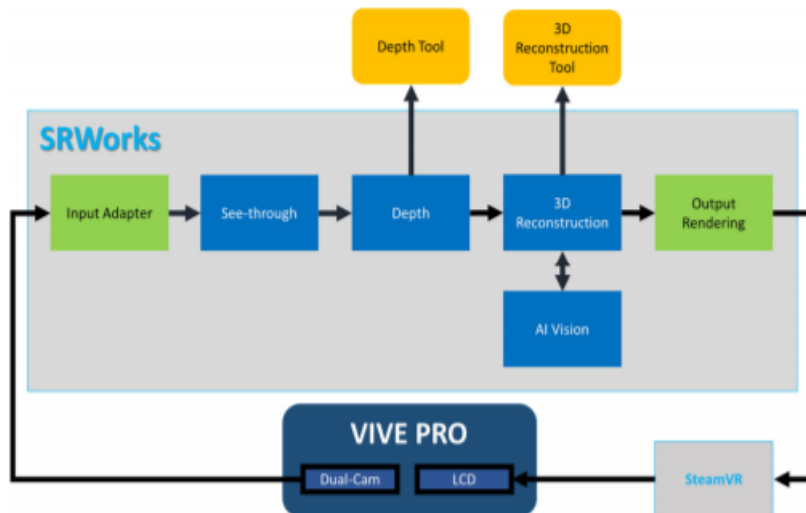 Depth Tool
3D
Reconstruction
Tool
SRWorks
Input Adapter
See-through
Depth
3D
Reconstruction
Output
Rendering
AI Vision
VIVE PRO
Dual-Cam
LCD
SteamVR